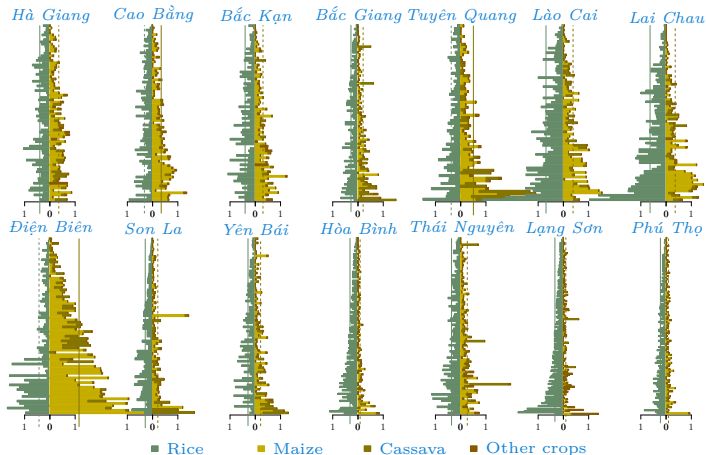 Hà Giang Cao Bằng Bắc Kạn Bắc Giang Tuyên Quang Lào Cai Lai Chau
1 0 1 1 0 1 1 0 1 1 0 1 1 0 1 1 0 1 1 0 1
Điện Biên Son La Yên Bái Hòa Bình Thái Nguyên Lạng Sơn Phú Thọ
1 0 1 1 0 1 1 0 1 1 0 1 1 0 1 1 0 1 1 0 1
Rice Maize Cassava Other crops